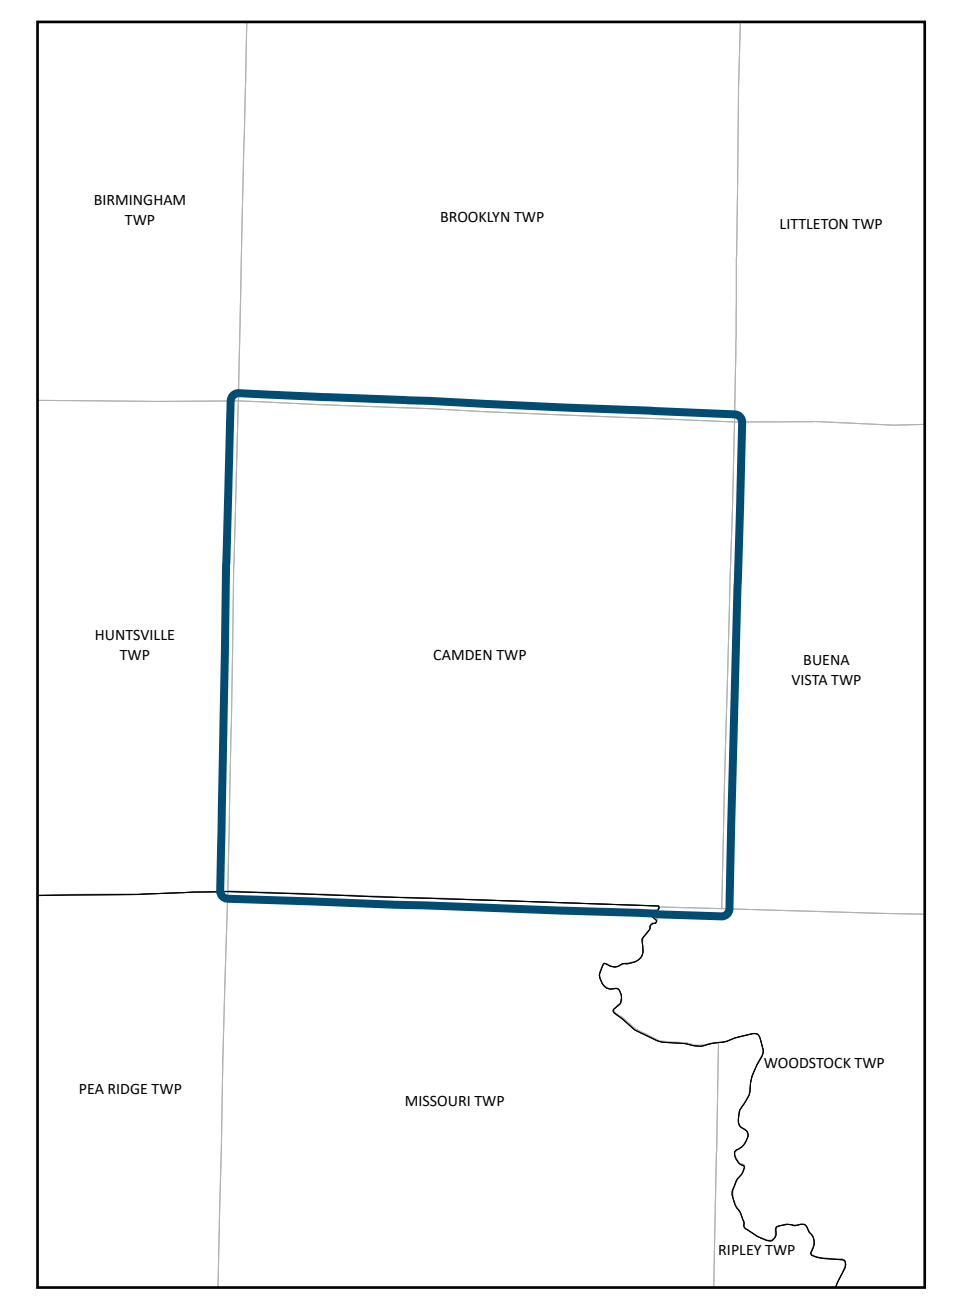 BIRMINGHAM
TWP
BROOKLYN TWP
LITTLETON TWP
HUNTSVILLE
TWP
CAMDEN TWP
BUENA
VISTA TWP
WOODSTOCK TWP
PEA RIDGE TWP
MISSOURI TWP
RIPLEY TWP